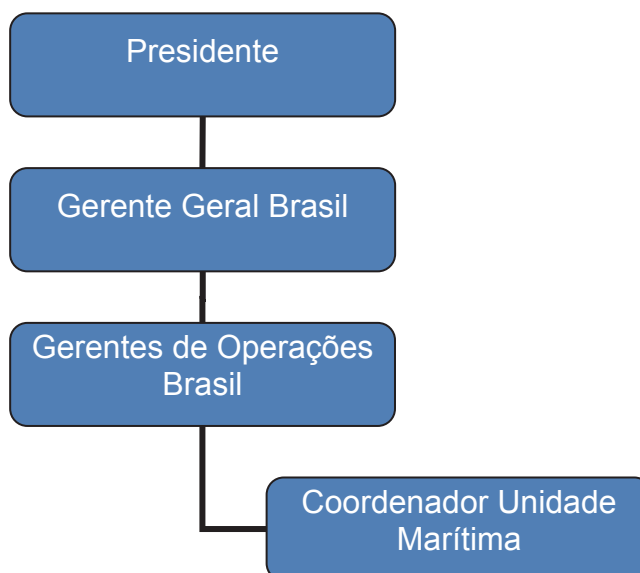 Presidente
Gerente Geral Brasil
Gerentes de Operações
Brasil
Coordenador Unidade
Marítima